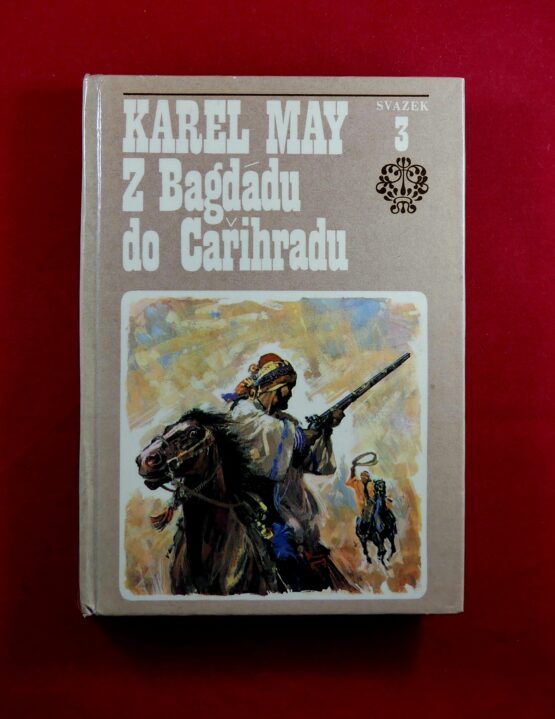 KAREL MAY
SVAZEK
3
Z Bagdádu
do Cařihradu